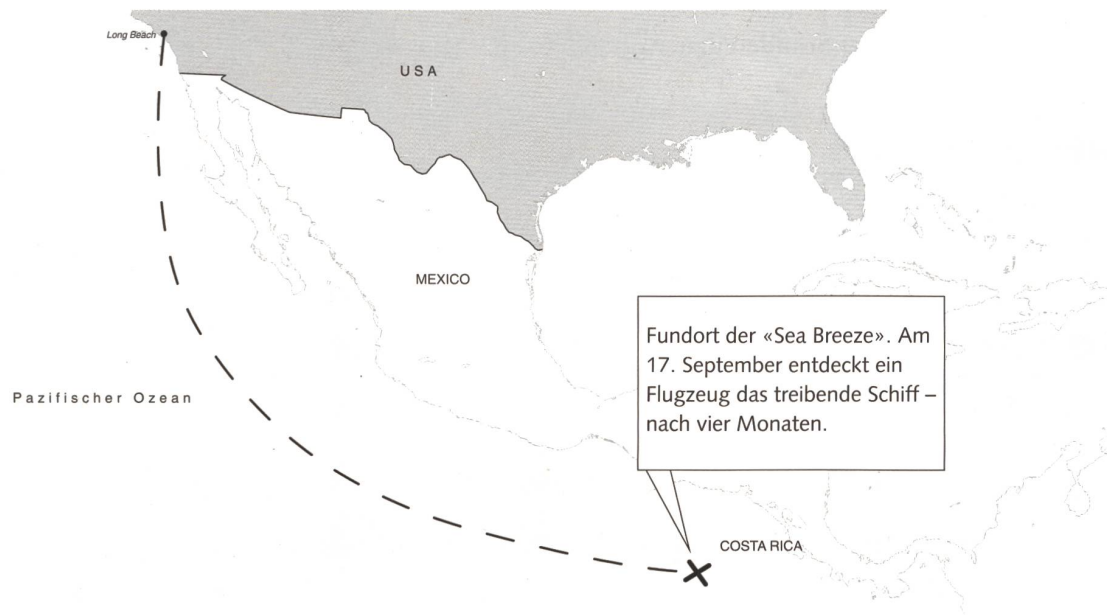 Long Beach
USA
MEXICO
Fundort der «Sea Breeze». Am
17. September entdeckt ein
Flugzeug das treibende Schiff –
nach vier Monaten.
Pazifischer Ozean
COSTA RICA